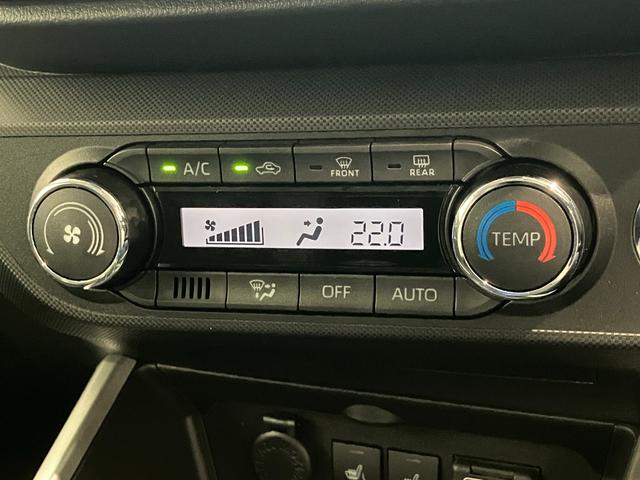 A/C
FRONT
REAR
22.0
TEMP
OFF
AUTO